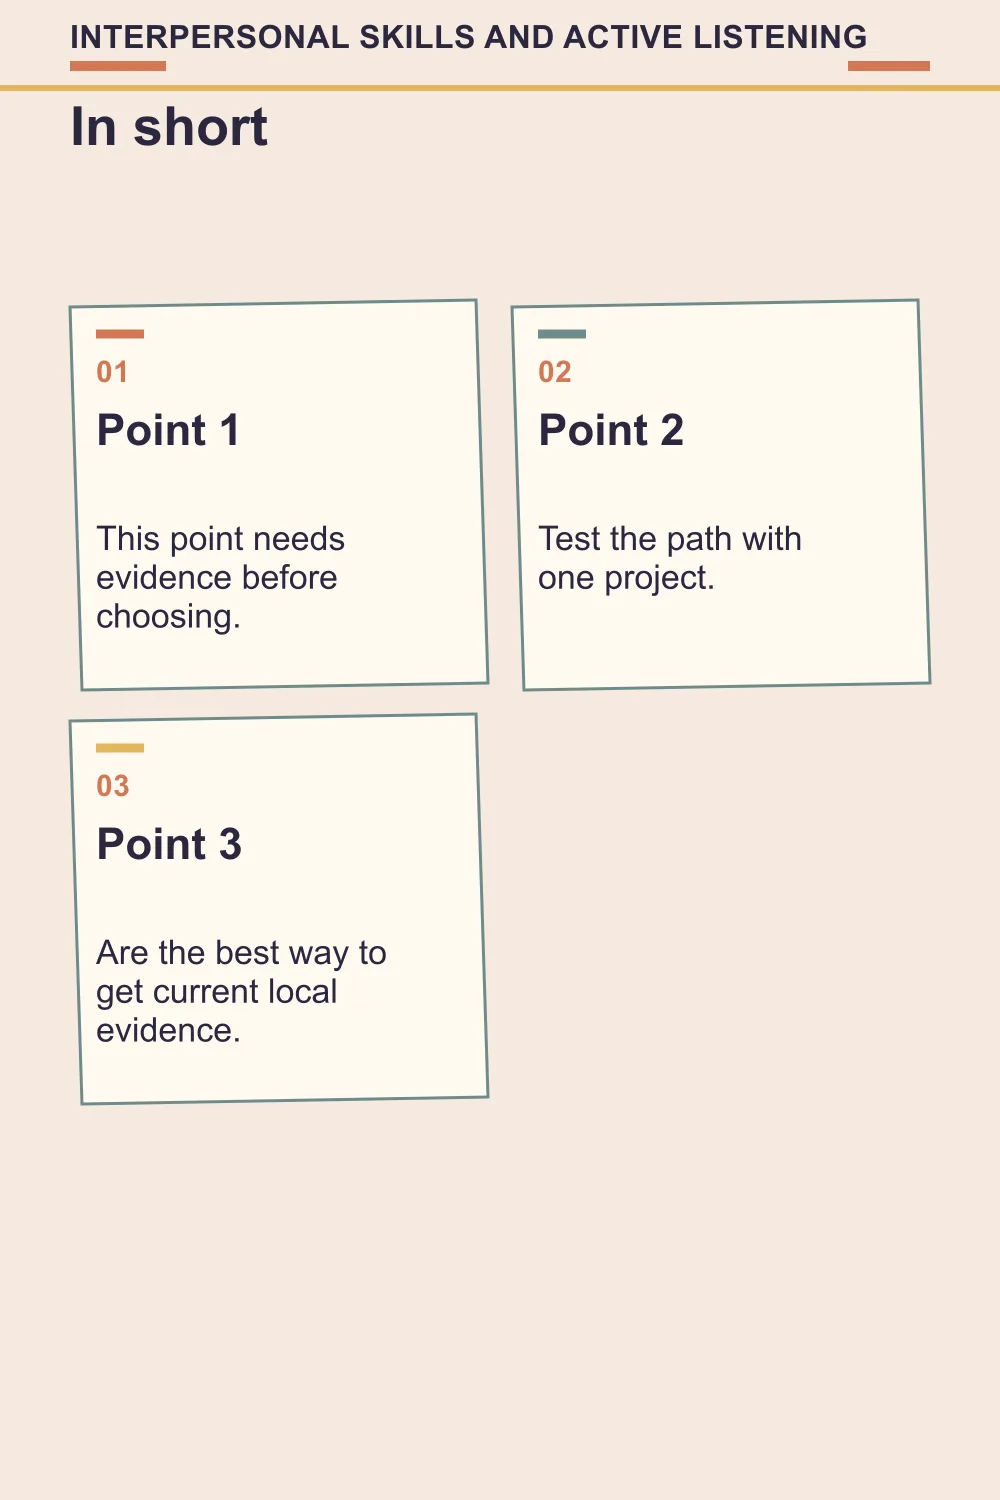 INTERPERSONAL SKILLS AND ACTIVE LISTENING
In short
01
Point 1
This point needs
evidence before
choosing.
02
Point 2
Test the path with
one project.
03
Point 3
Are the best way to
get current local
evidence.